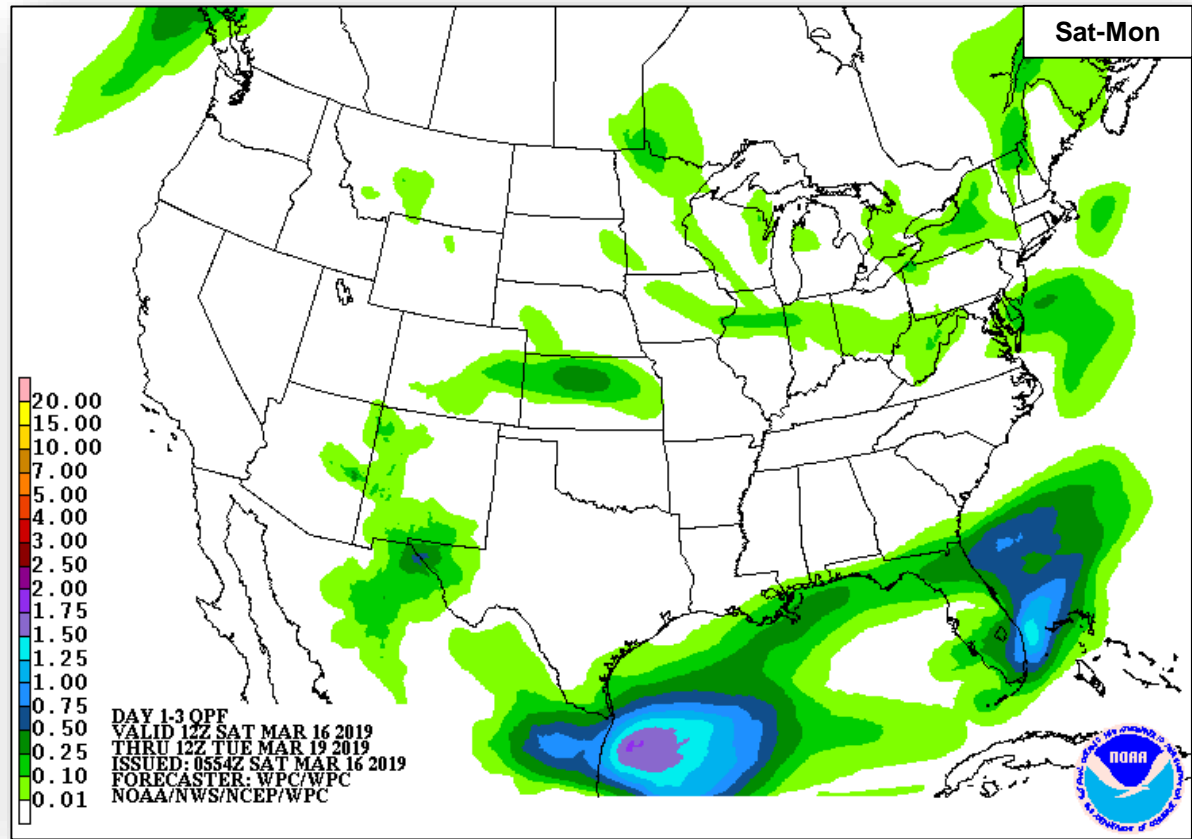 Sat-Mon
20.00
15.00
10.00
7.00
5.00
4.00
3.00
2.50
2.00
1.75
1.50
1.25
1.00
0.75
0.50
0.25
0.10
0.01
DAY 1-3 QPF
VALID 12Z SAT MAR 16 2019
THRU 12Z TUE MAR 19 2019
ISSUED: 0554Z SAT MAR 16 2019
FORECASTER: WPC/WPC
NOAA/NWS/NCEP/WPC
NOAA